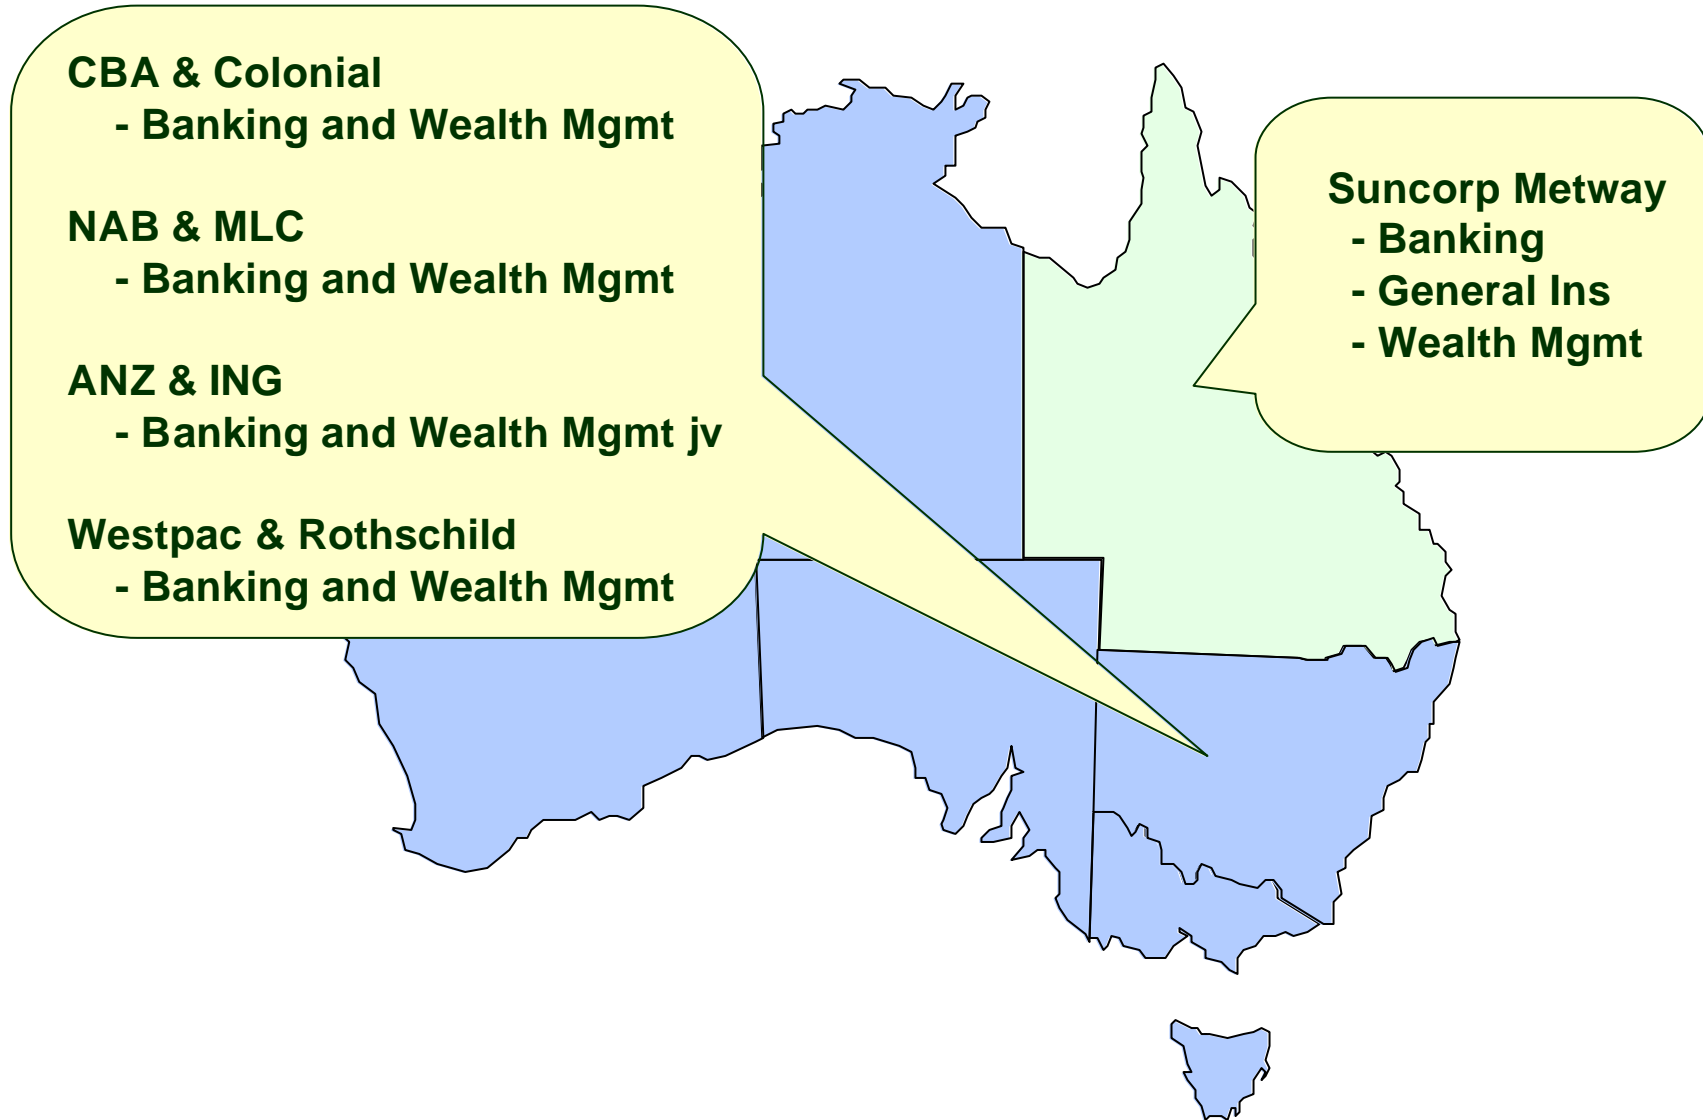 CBA & Colonial
- Banking and Wealth Mgmt
NAB & MLC
- Banking and Wealth Mgmt
ANZ & ING
- Banking and Wealth Mgmt jv
Westpac & Rothschild
- Banking and Wealth Mgmt
Suncorp Metway
- Banking
- General Ins
- Wealth Mgmt